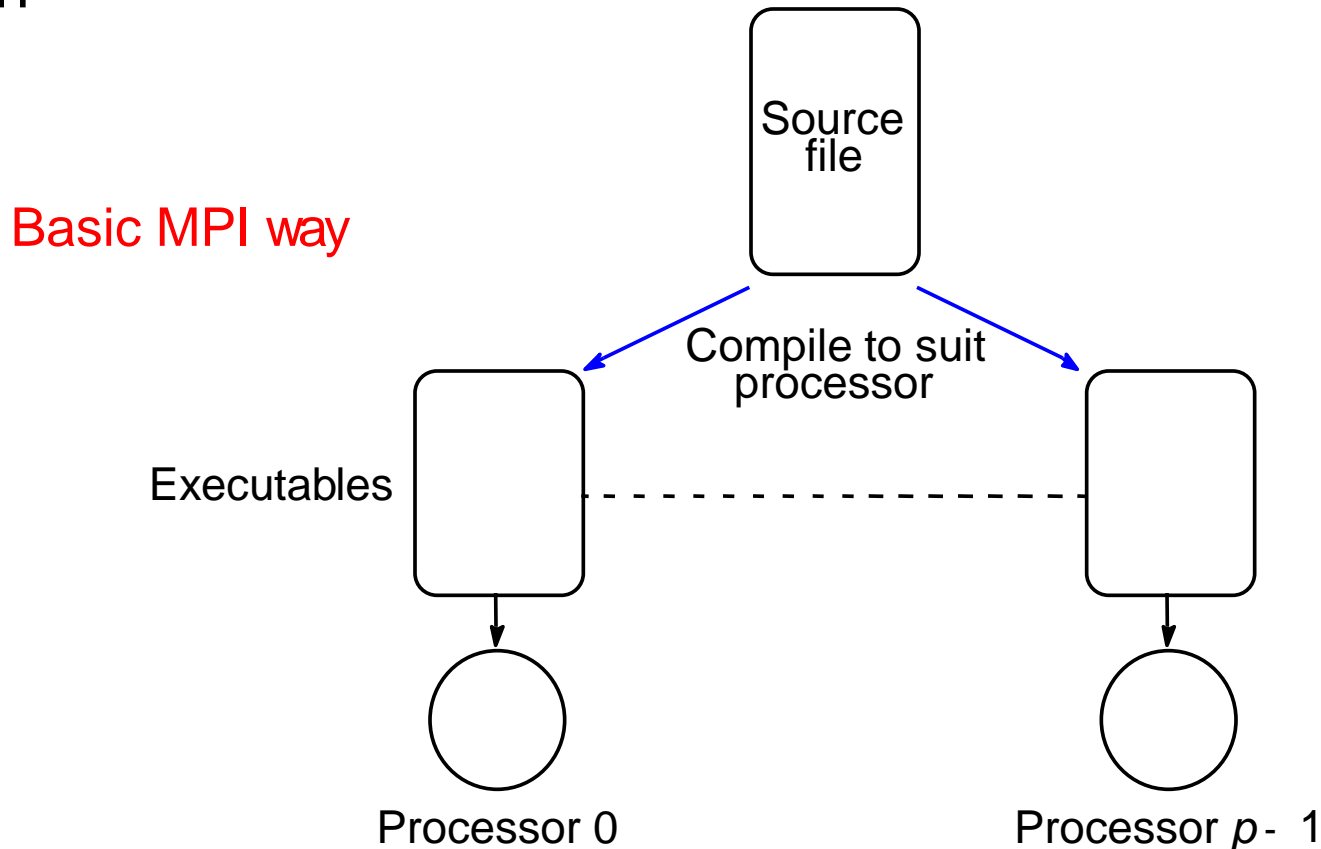 Source
file
Basic MPI way
Compile to suit
processor
Executables
Processor 0
Processor p - 1